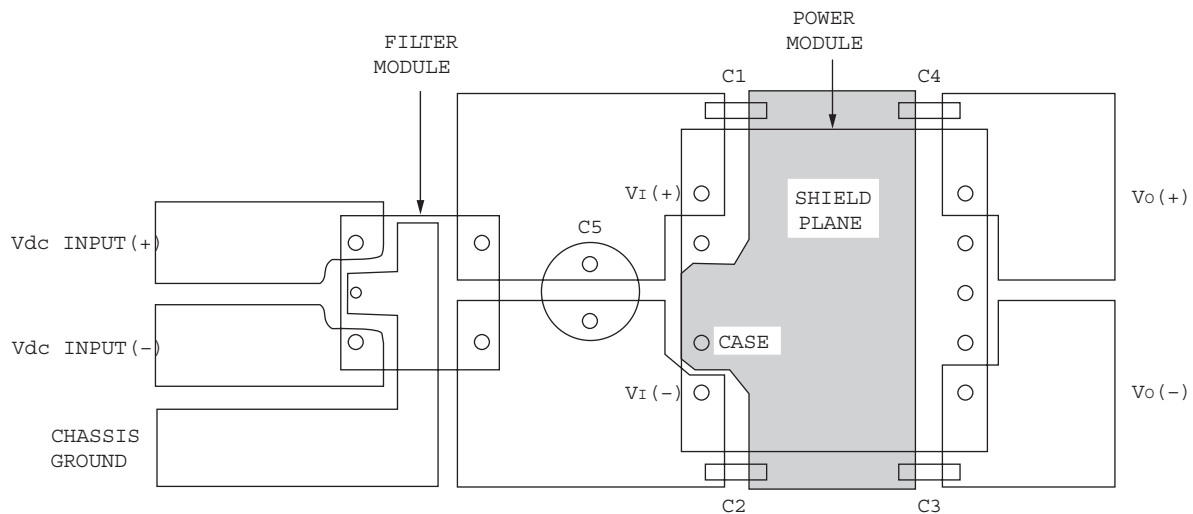 POWER
MODULE
FILTER
MODULE
C1
C4
VI(+)
SHIELD
PLANE
VO(+)
C5
Vdc INPUT(+)
Vdc INPUT(−)
CASE
VI(−)
VO(−)
CHASSIS
GROUND
C2
C3